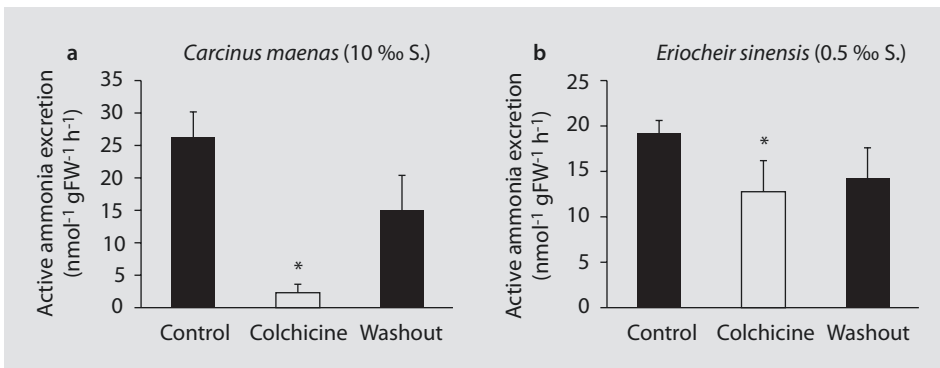 a Carcinus maenas (10 ‰ S.)
Active ammonia excretion
(nmol-1 gFW-1 h-1)
35
30
25
20
15
10
5
0
*
Control Colchicine Washout
b Eriocheir sinensis (0.5 ‰ S.)
Active ammonia excretion
(nmol-1 gFW-1 h-1)
25
20
15
10
5
0
*
Control Colchicine Washout